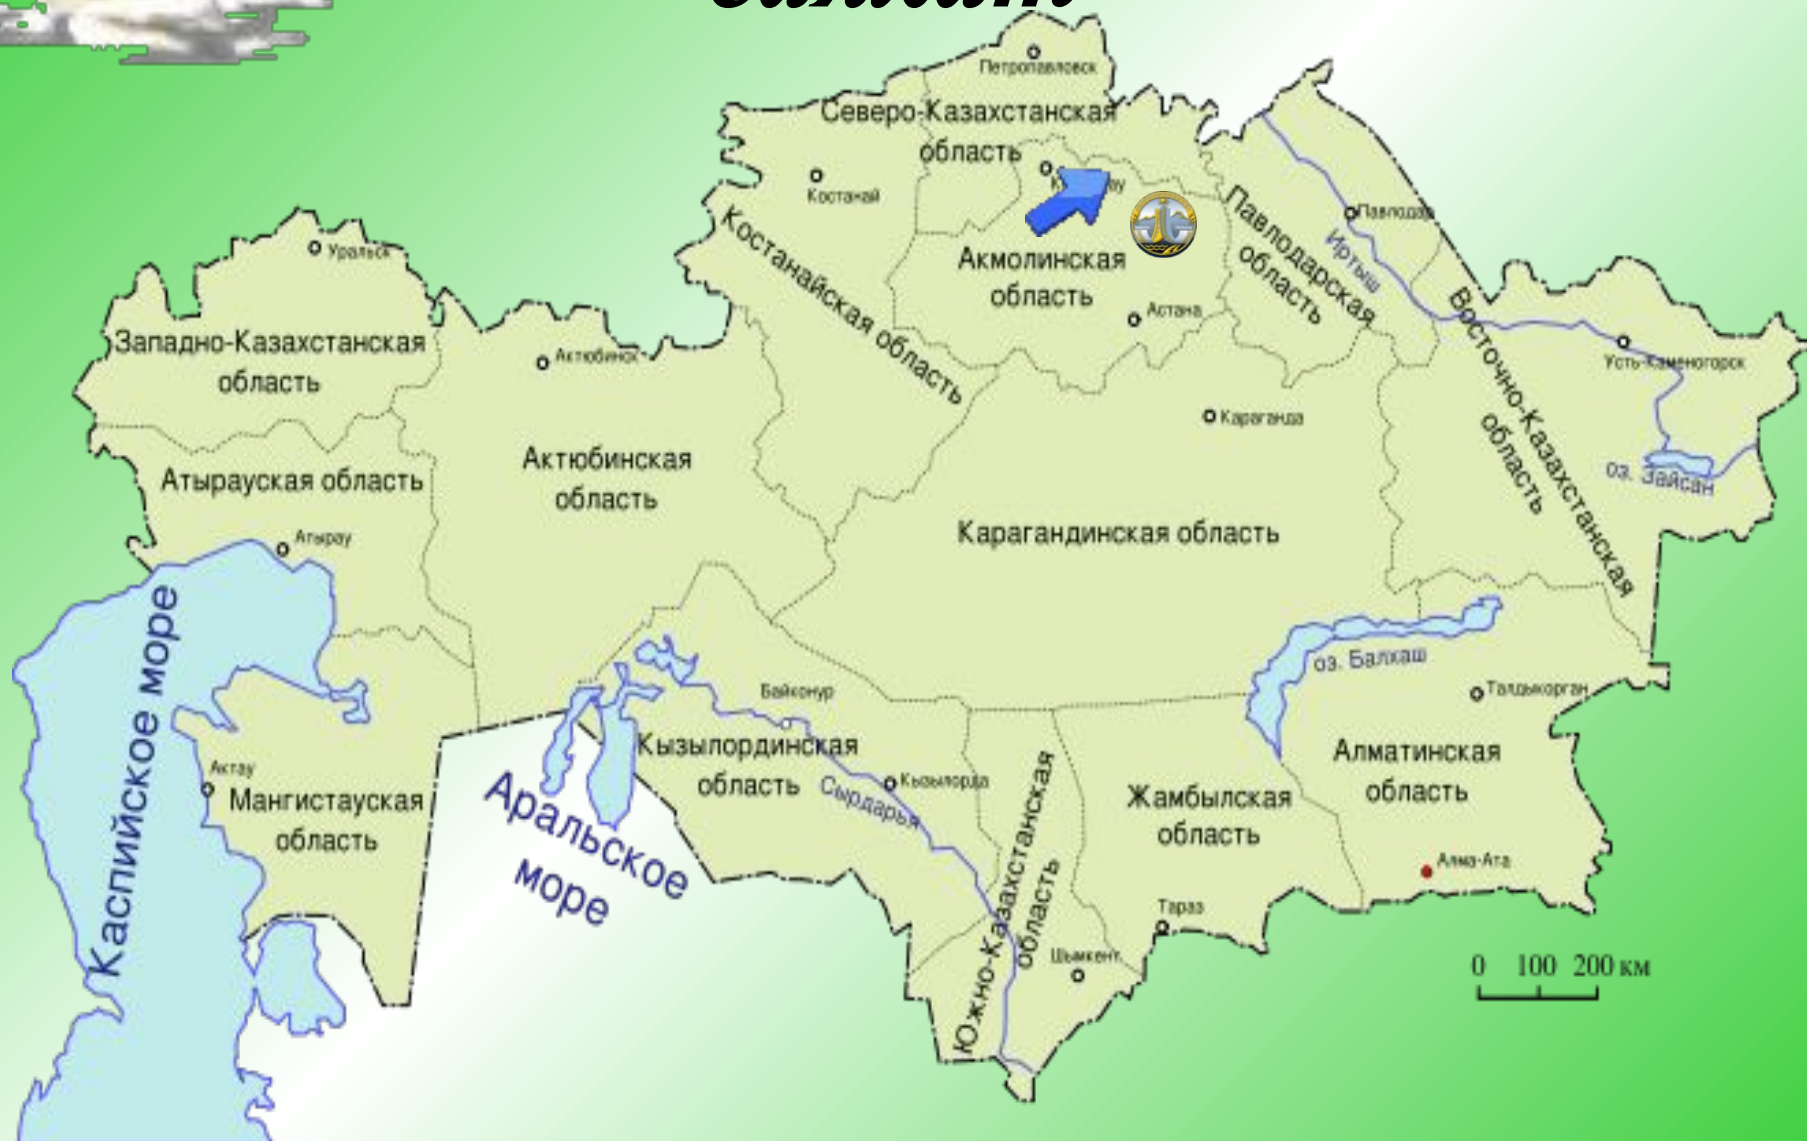 Петропавловск
Северо-Казахстанская
область
Костанай
Павлодар
Костанайская область
Павлодарская
область
Иртыш
Уральск
Акмолинская
область
Астана
Восточно-Казахстанская
область
Усть-Каменогорск
Западно-Казахстанская
область
Актюбинск
Караганда
Актюбинская
область
Атырауская область
оз. Зайсан
Атырау
Карагандинская область
Каспийское море
оз. Балхаш
Байконур
Талдыкорган
Кызылординская
область
Актау
Мангистауская
область
Аральское
море
Сырдарья
Кызылорда
Южно-Казахстанская
область
Жамбылская
область
Алматинская
область
Алма-Ата
Тараз
Шымкент
0 100 200 км